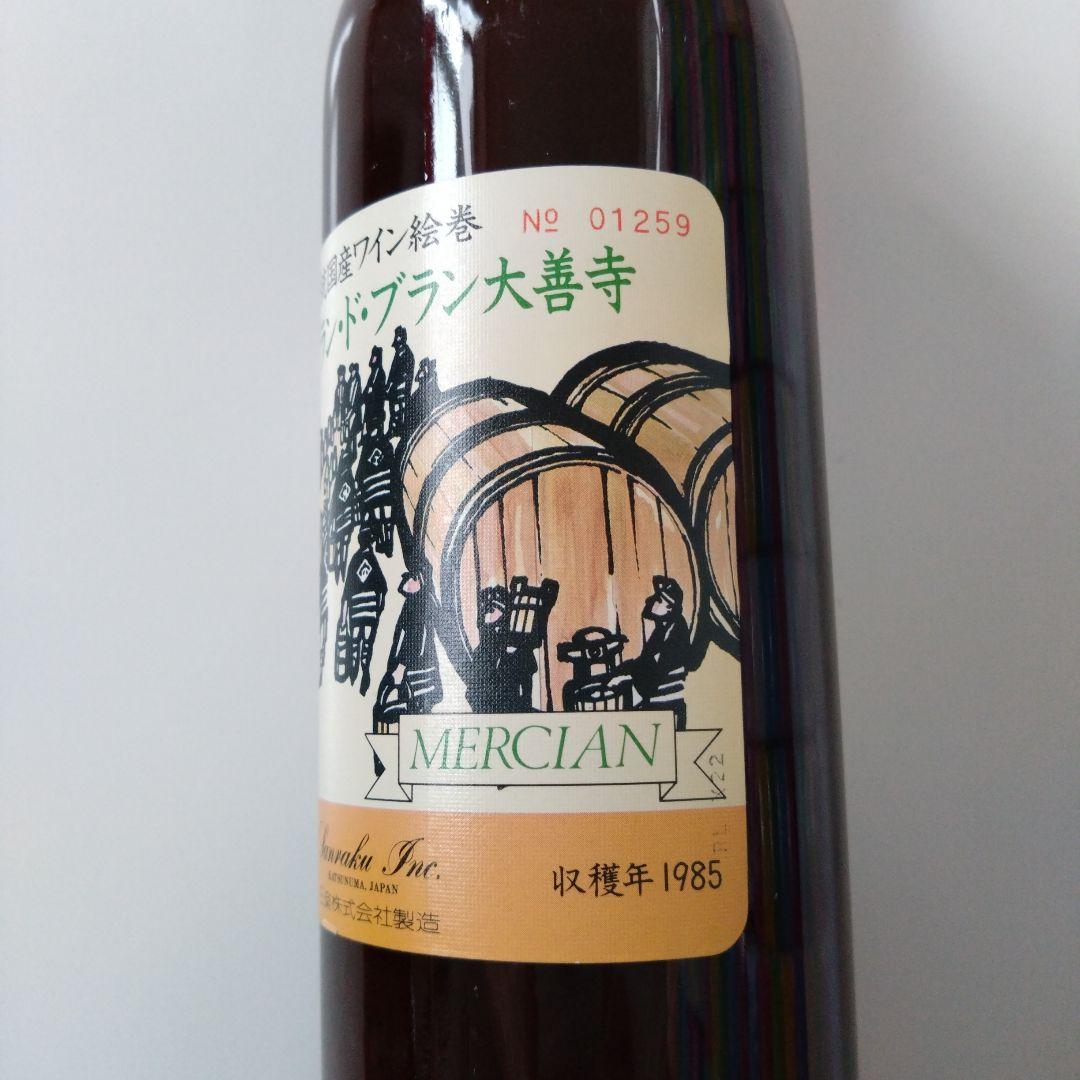 国産ワイン絵巻
№ 01259
ラン・ド・ブラン大善寺
MERCIAN
Sanraku Inc.
KATSUNUMA, JAPAN
株式会社製造
収穫年1985